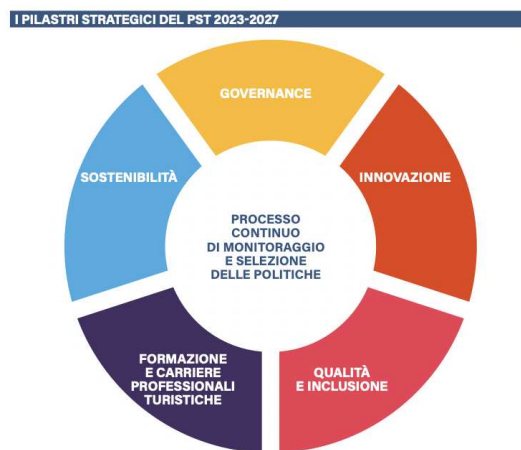 I PILASTRI STRATEGICI DEL PST 2023-2027
GOVERNANCE
SOSTENIBILITÀ
INNOVAZIONE
PROCESSO
CONTINUO
DI MONITORAGGIO
E SELEZIONE
DELLE POLITICHE
FORMAZIONE
E CARRIERE
PROFESSIONALI
TURISTICHE
QUALITÀ
E INCLUSIONE